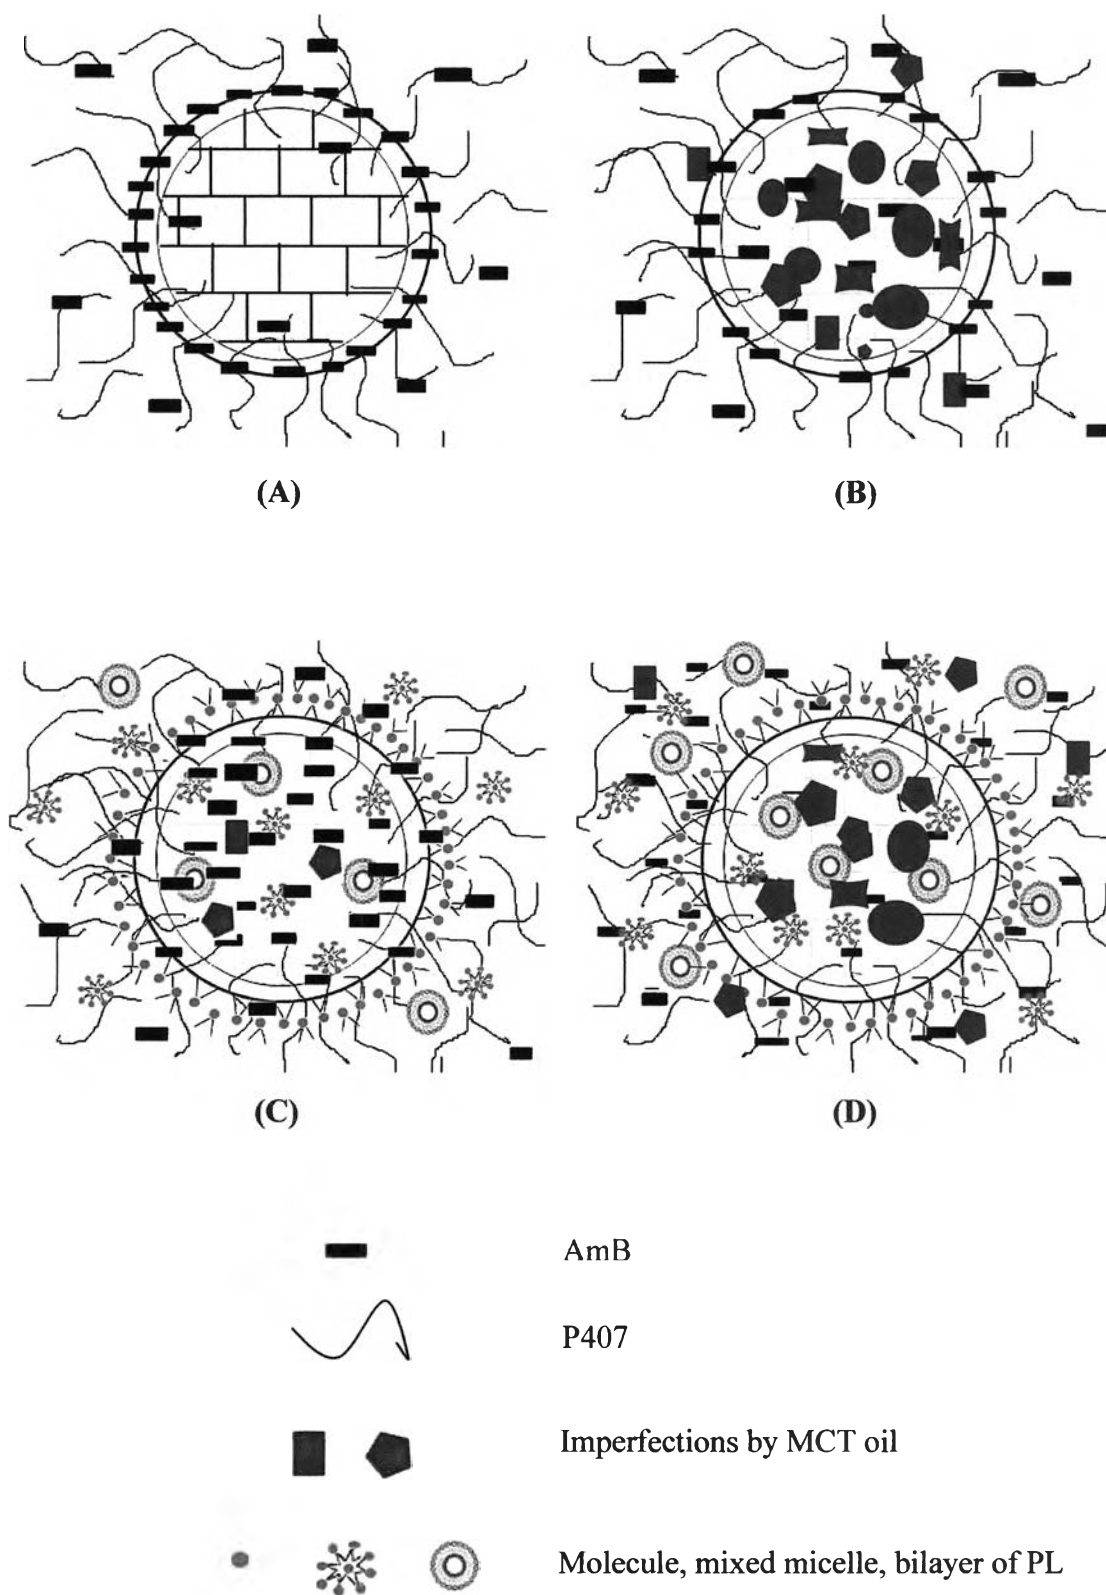 (A)
(B)
(C)
(D)
AmB
P407
Imperfections by MCT oil
Molecule, mixed micelle, bilayer of PL